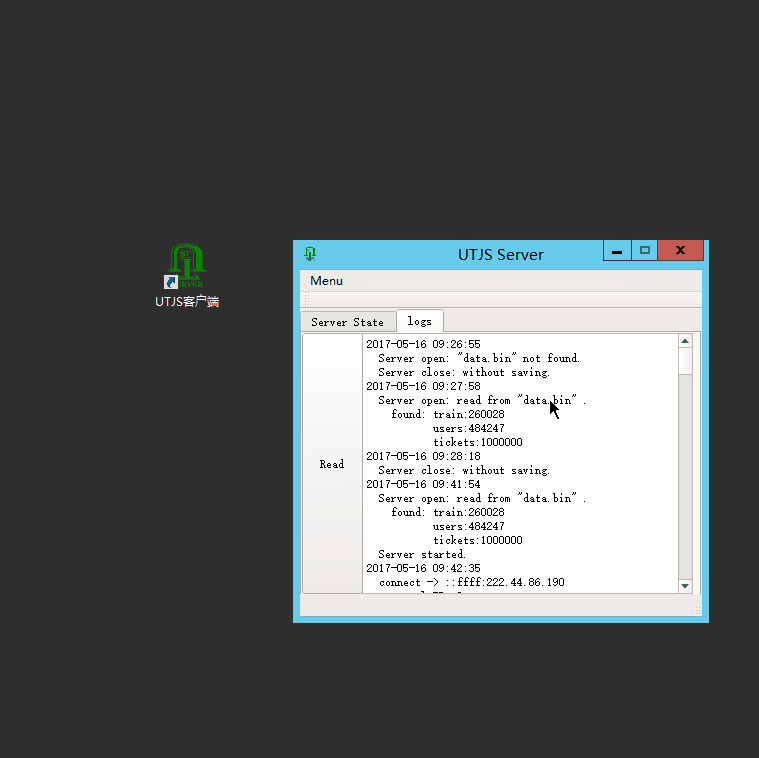 UTJS Server
Menu
Server State
logs
2017-05-16 09:26:55
Server open: "data.bin" not found.
Server close: without saving.
2017-05-16 09:27:58
Server open: read from "data.bin" .
found: train:260028
users:484247
tickets:1000000
2017-05-16 09:28:18
Server close: without saving.
2017-05-16 09:41:54
Server open: read from "data.bin" .
found: train:260028
users:484247
tickets:1000000
Server started.
2017-05-16 09:42:35
connect -> ::ffff:222.44.86.190
Read
UTJS客户端